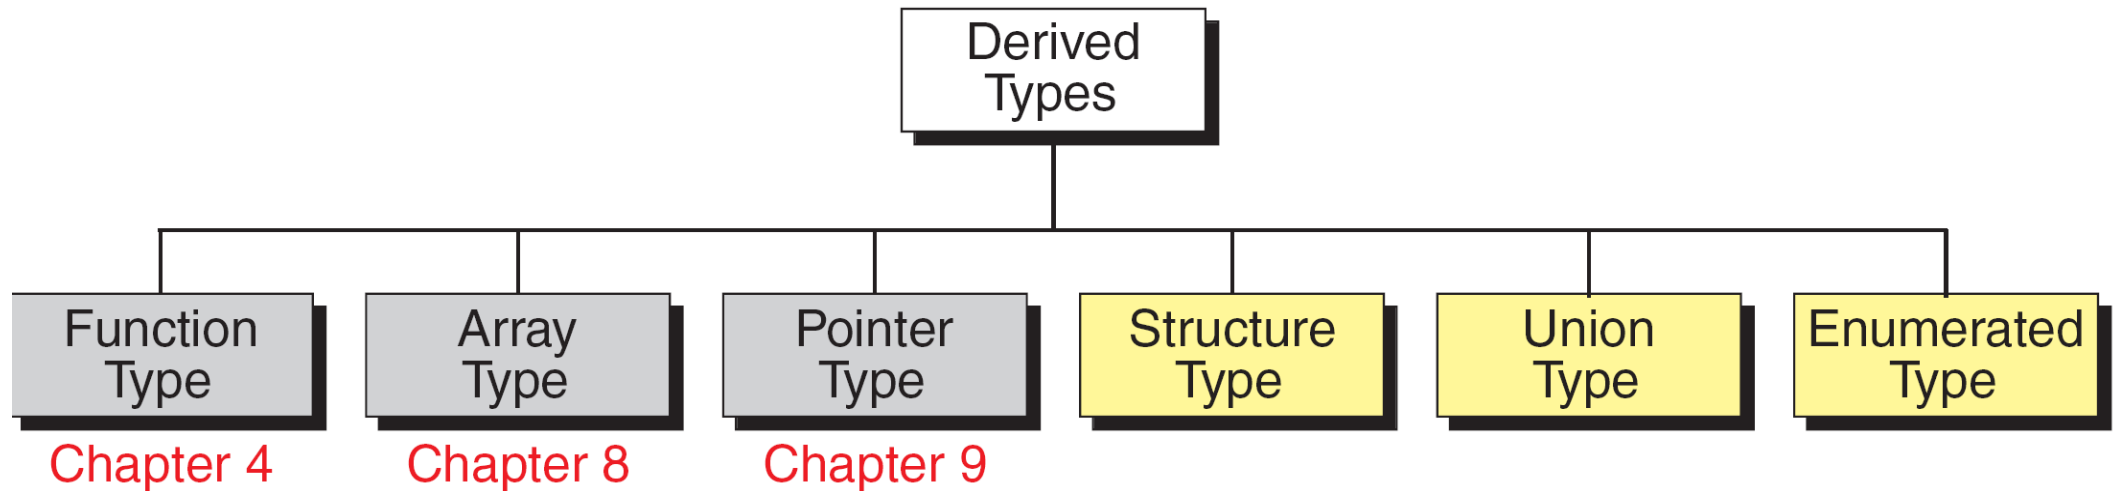 Derived
Types
Function
Type
Array
Type
Pointer
Type
Structure
Type
Union
Type
Enumerated
Type
Chapter 4
Chapter 8
Chapter 9